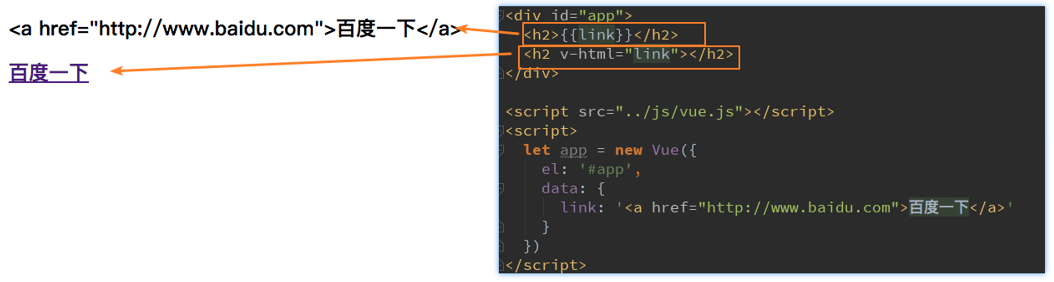 <a href="http://www.baidu.com">百度一下</a>
百度一下
<div id="app">
<h2>{{link}}</h2>
<h2 v-html="link"></h2>
</div>
<script src="../js/vue.js"></script>
<script>
let app = new Vue({
el: '#app',
data: {
link: '<a href="http://www.baidu.com">百度一下</a>'
}
})
</script>